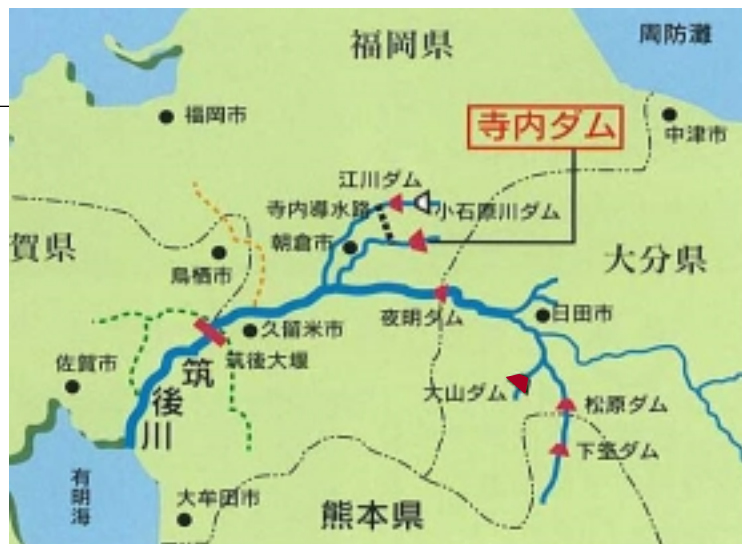 周防灘
福岡県
福岡市
寺内ダム
中津市
江川ダム
寺内導水路
小石原川ダム
朝倉市
賀県
鳥栖市
大分県
夜明ダム
日田市
久留米市
筑後大堰
佐賀市
筑後川
大山ダム
松原ダム
下筌ダム
有明海
大牟田市
熊本県